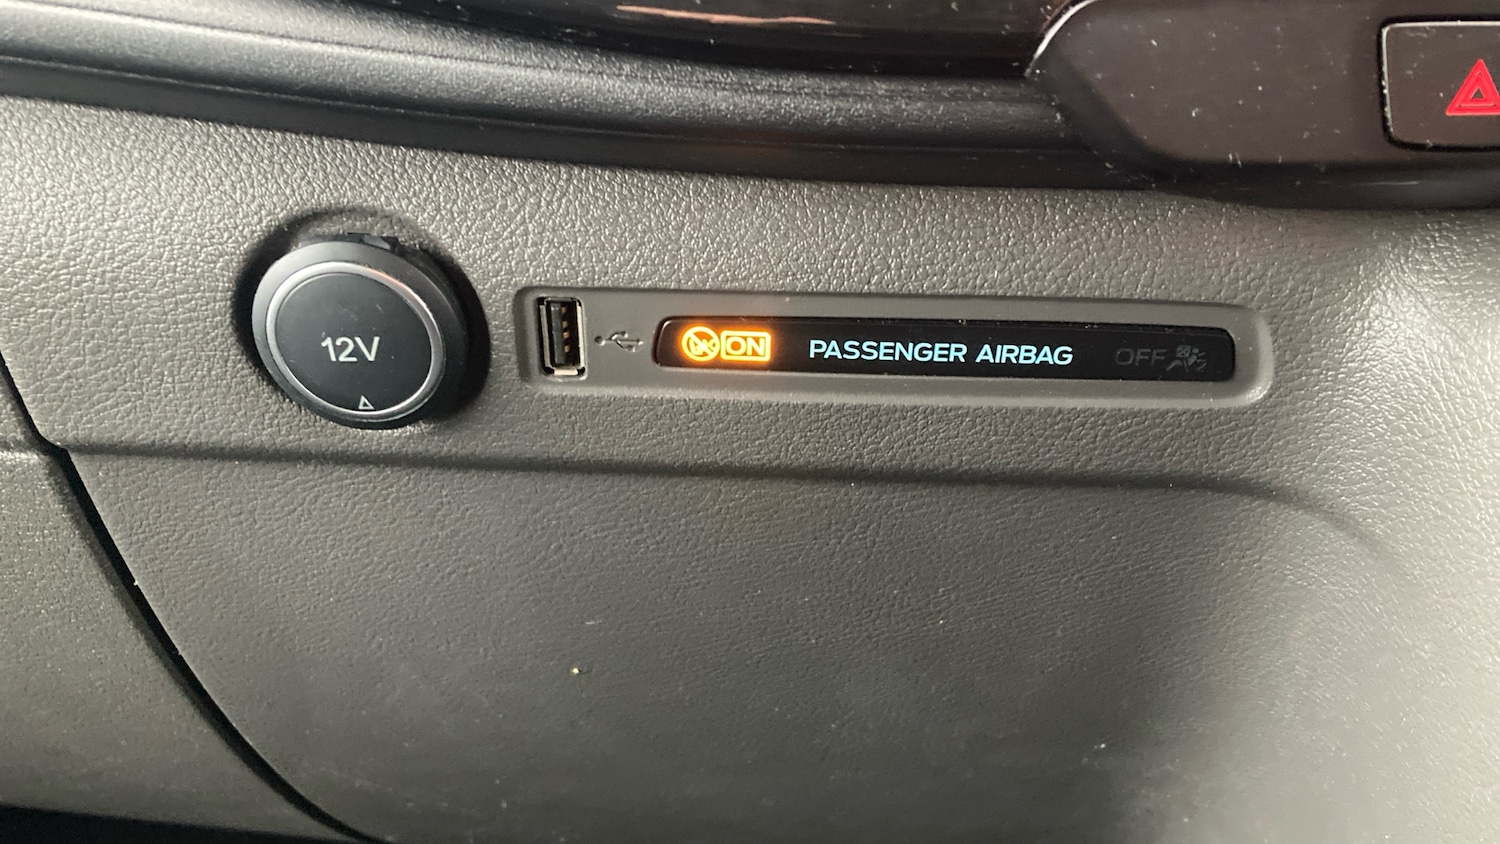 12V
ON PASSENGER AIRBAG OFF